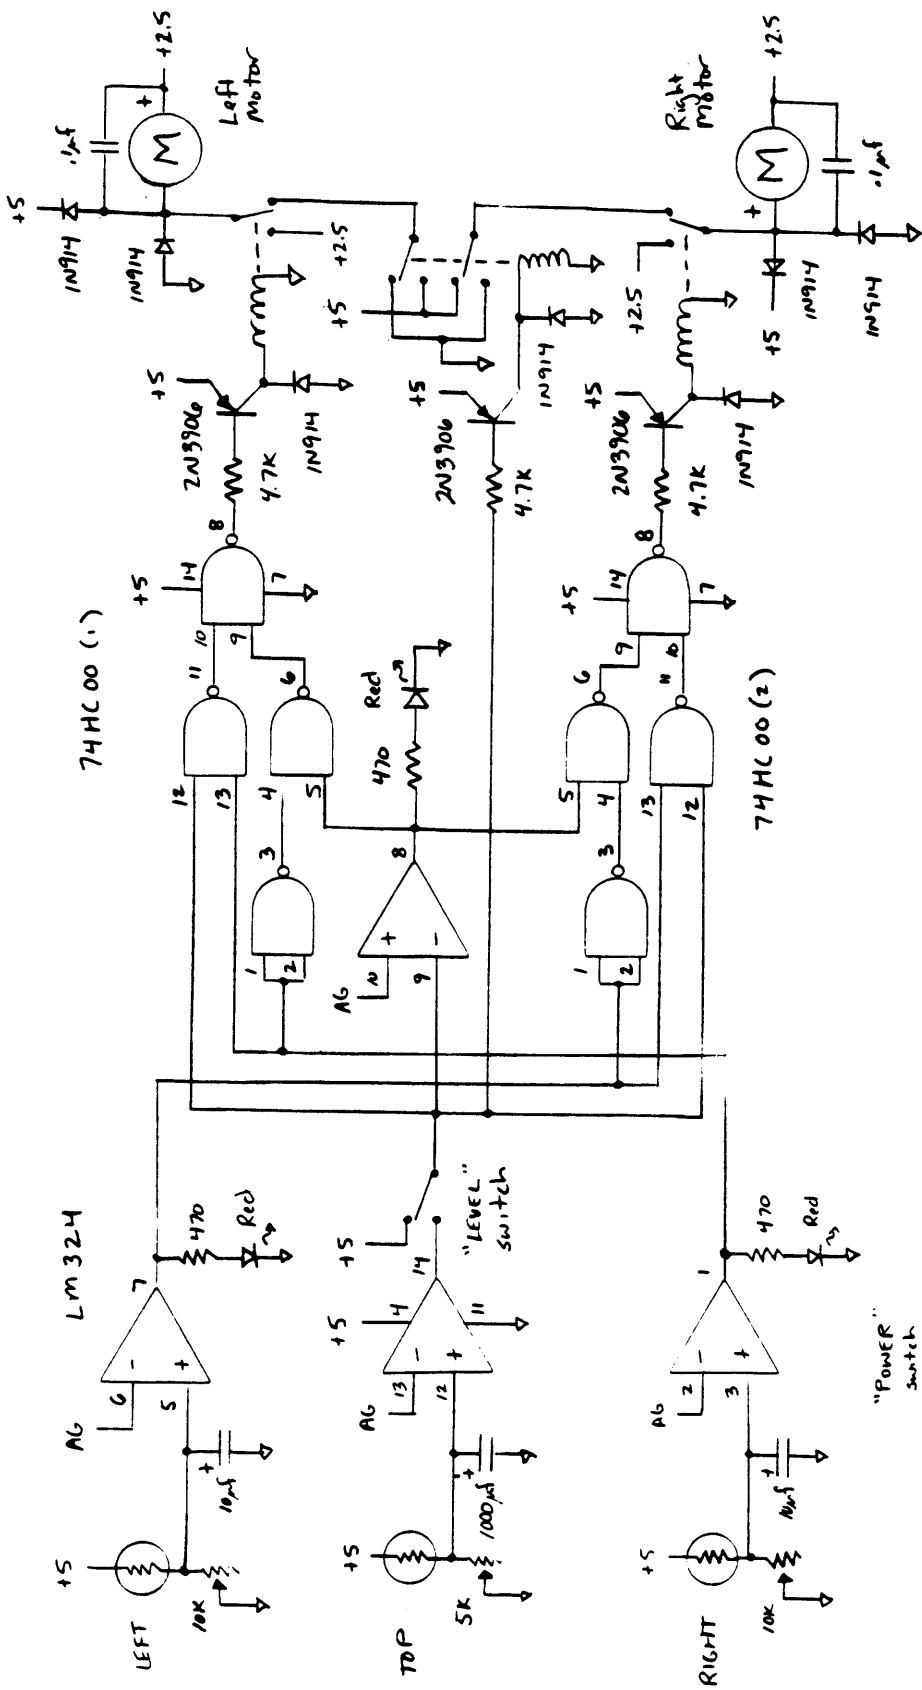 LM324
74HC00 (1)
LEFT
+5
10K
+
10µf
AG
6
5
-
+
7
470
Red
TOP
+5
5K
+
1000µf
AG
13
12
-
+
+5
4
11
14
+5
"LEVEL"
switch
RIGHT
+5
10K
+
10µf
AG
2
3
-
+
1
470
Red
"POWER"
switch
1
2
3
12
13
11
4
5
6
10
9
+5
14
7
8
4.7K
2N3906
+5
1N914
AG
10
9
+
-
8
470
Red
4.7K
2N3906
+5
1N914
1
2
3
5
4
6
13
12
11
9
10
+5
14
7
8
4.7K
2N3906
+5
1N914
74HC00 (2)
+5
1N914
1N914
.1µf
M
+
+2.5
Left
Motor
+2.5
+5
+2.5
Right
Motor
M
+
+2.5
.1µf
+5
1N914
1N914